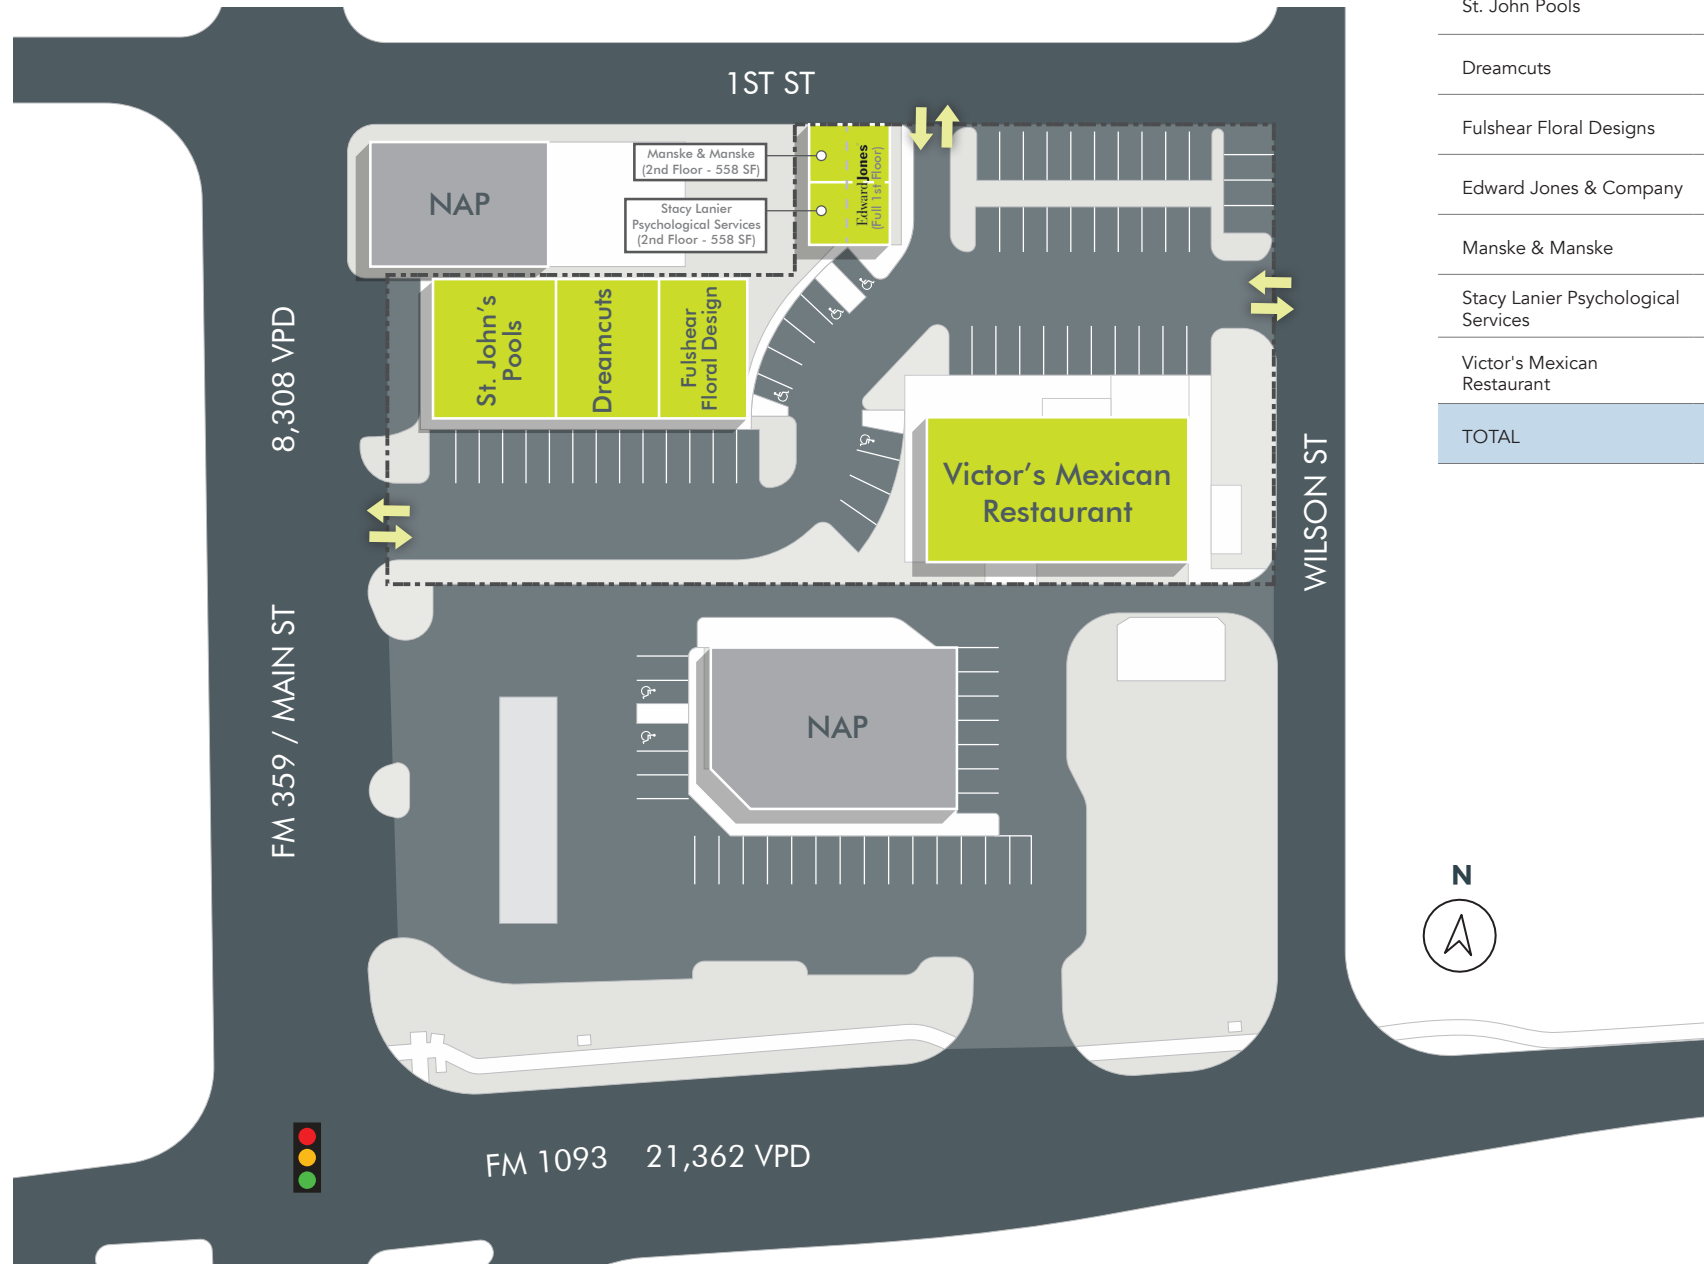 St. John Pools
Dreamcuts
Fulshear Floral Designs
Edward Jones & Company
Manske & Manske
Stacy Lanier Psychological
Services
Victor's Mexican
Restaurant
TOTAL
1ST ST
NAP
Manske & Manske
(2nd Floor - 558 SF)
Stacy Lanier
Psychological Services
(2nd Floor - 558 SF)
Edward Jones
(Full 1st Floor)
St. John's
Pools
Dreamcuts
Fulshear
Floral Design
8,308 VPD
Victor's Mexican
Restaurant
WILSON ST
FM 359 / MAIN ST
NAP
N
FM 1093 21,362 VPD